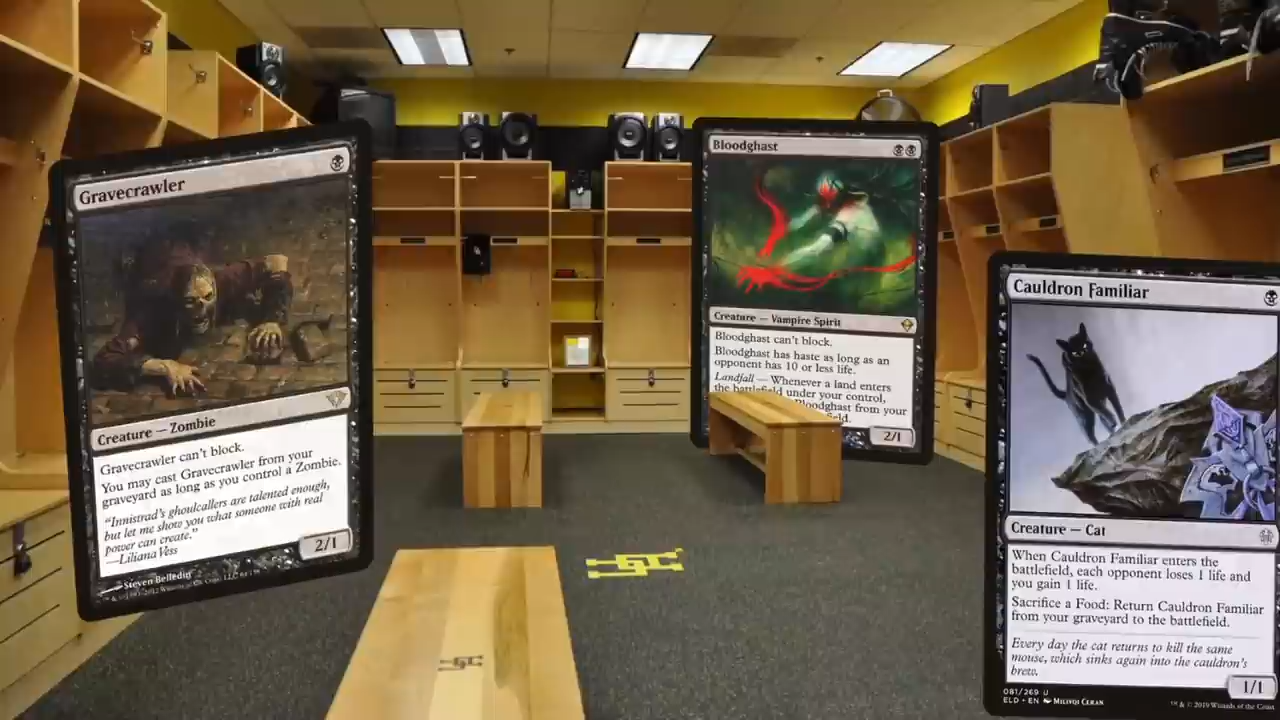 Gravecrawler
Creature — Zombie
Gravecrawler can't block.
You may cast Gravecrawler from your
graveyard as long as you control a Zombie.
"Innistrad's ghoulcallers are talented enough,
but let me show you what someone with real
power can create."
—Liliana Vess
2/1
Steven Belledin
Bloodghast
Creature — Vampire Spirit
Bloodghast can't block.
Bloodghast has haste as long as an
opponent has 10 or less life.
Landfall — Whenever a land enters
the battlefield under your control,
Bloodghast from your
2/1
Cauldron Familiar
Creature — Cat
When Cauldron Familiar enters the
battlefield, each opponent loses 1 life and
you gain 1 life.
Sacrifice a Food: Return Cauldron Familiar
from your graveyard to the battlefield.
Every day the cat returns to kill the same
mouse, which sinks again into the cauldron's
brew.
1/1
081/269 U
ELD • EN Milivoj Ćeran
™ & © 2019 Wizards of the Coast